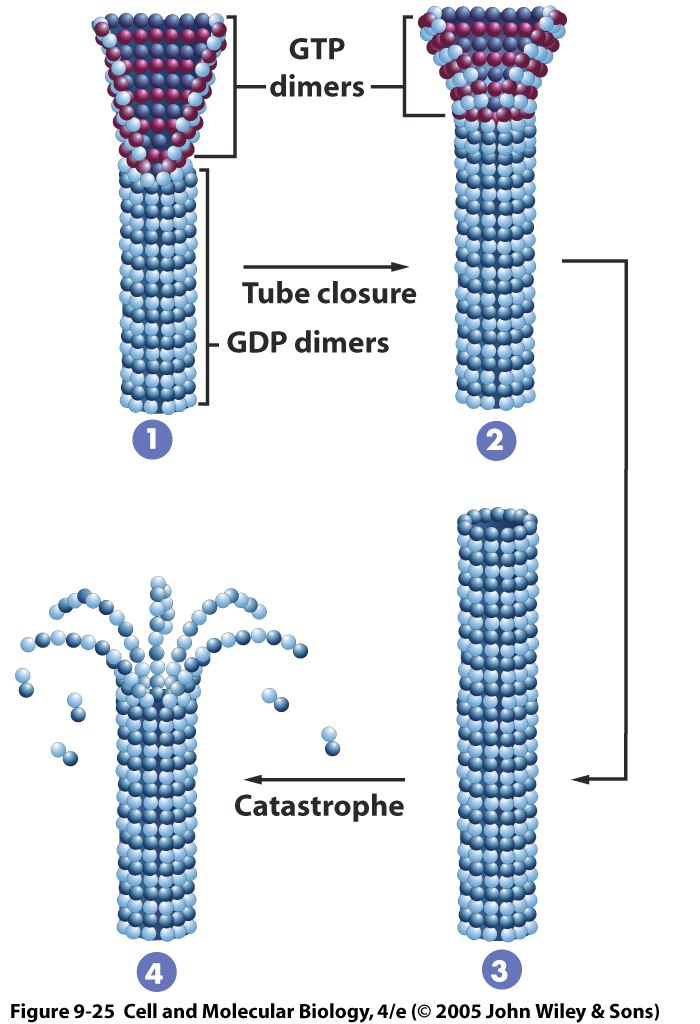 GTP
dimers
Tube closure
GDP dimers
1
2
Catastrophe
4
3
Figure 9-25 Cell and Molecular Biology, 4/e (© 2005 John Wiley & Sons)